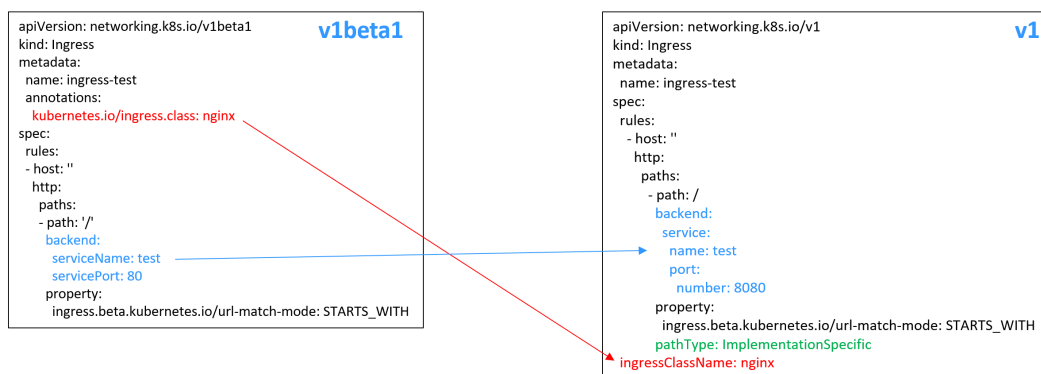 apiVersion: networking.k8s.io/v1beta1
v1beta1
kind: Ingress
metadata:
name: ingress-test
annotations:
kubernetes.io/ingress.class: nginx
spec:
rules:
- host: ''
http:
paths:
- path: '/'
backend:
serviceName: test
servicePort: 80
property:
ingress.beta.kubernetes.io/url-match-mode: STARTS_WITH
apiVersion: networking.k8s.io/v1
v1
kind: Ingress
metadata:
name: ingress-test
spec:
rules:
- host: ''
http:
paths:
- path: /
backend:
service:
name: test
port:
number: 8080
property:
ingress.beta.kubernetes.io/url-match-mode: STARTS_WITH
pathType: ImplementationSpecific
ingressClassName: nginx